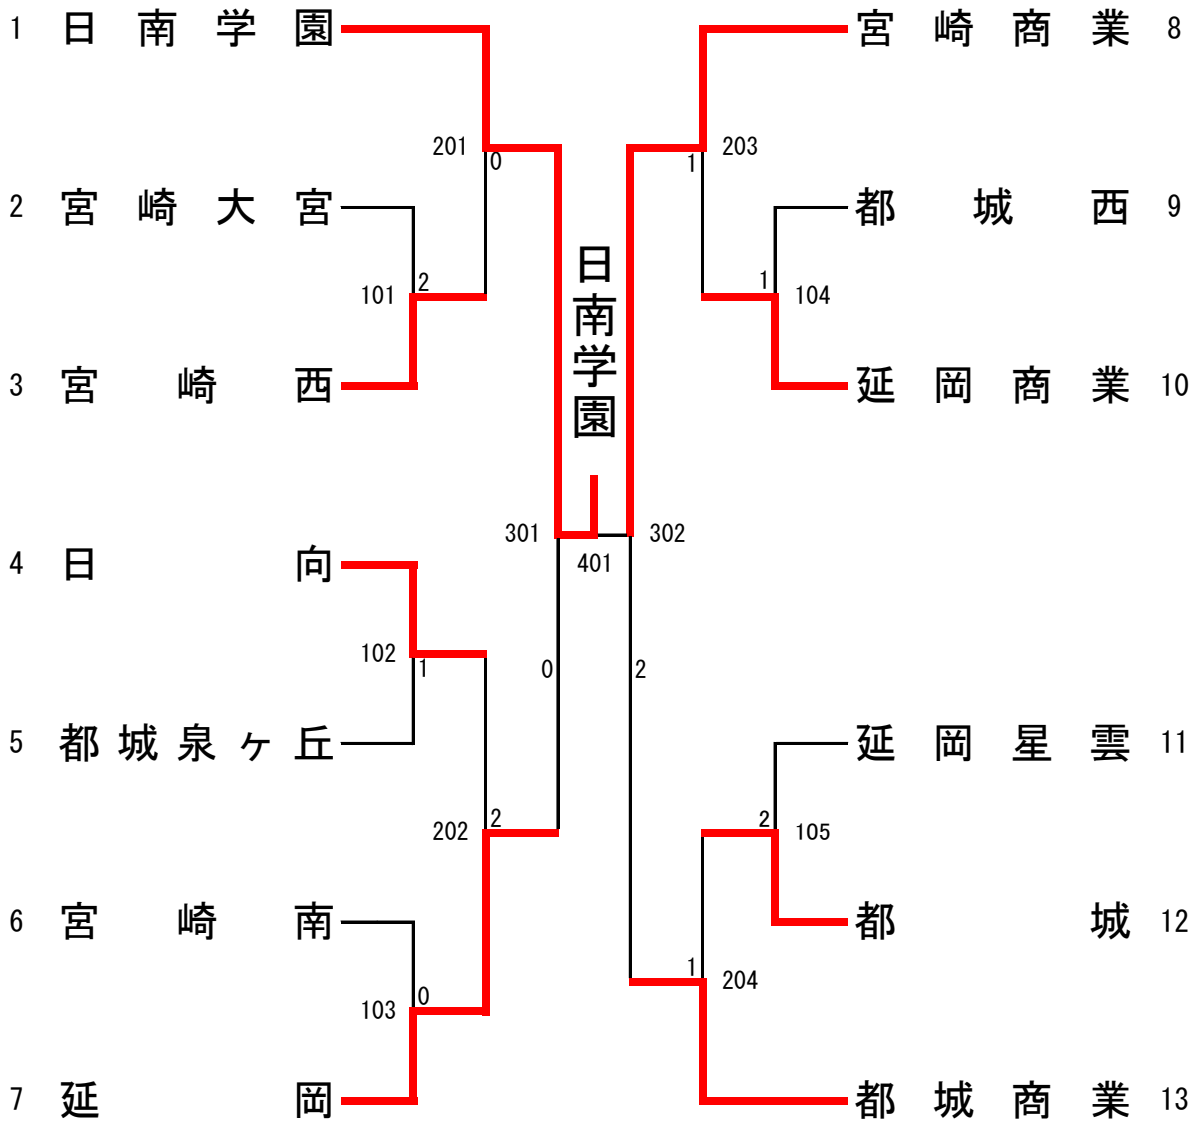 1 日南学園
宮崎商業 8
201 0
1 203
2 宮崎大宮
都城西 9
日南学園
101 2
1 104
3 宮崎西
延岡商業 10
301
302
401
4 日向
102 1
0
2
5 都城泉ヶ丘
延岡星雲 11
202 2
2 105
6 宮崎南
都城 12
103 0
1 204
7 延岡
都城商業 13